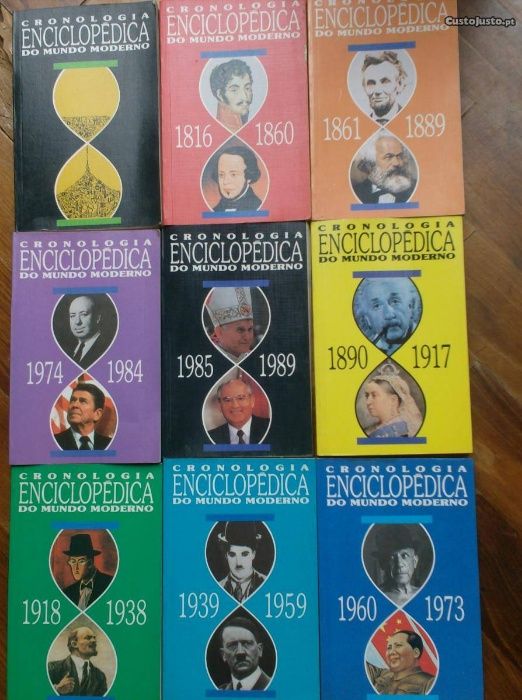 CustoJusto.pt
CRONOLOGIA
ENCICLOPÉDICA
DO MUNDO MODERNO
CRONOLOGIA
ENCICLOPÉDICA
DO MUNDO MODERNO
1816 1860
CRONOLOGIA
ENCICLOPÉDICA
DO MUNDO MODERNO
1861 1889
CRONOLOGIA
ENCICLOPÉDICA
DO MUNDO MODERNO
1974 1984
CRONOLOGIA
ENCICLOPÉDICA
DO MUNDO MODERNO
1985 1989
CRONOLOGIA
ENCICLOPÉDICA
DO MUNDO MODERNO
1890 1917
CRONOLOGIA
ENCICLOPÉDICA
DO MUNDO MODERNO
1918 1938
CRONOLOGIA
ENCICLOPÉDICA
DO MUNDO MODERNO
1939 1959
CRONOLOGIA
ENCICLOPÉDICA
DO MUNDO MODERNO
1960 1973